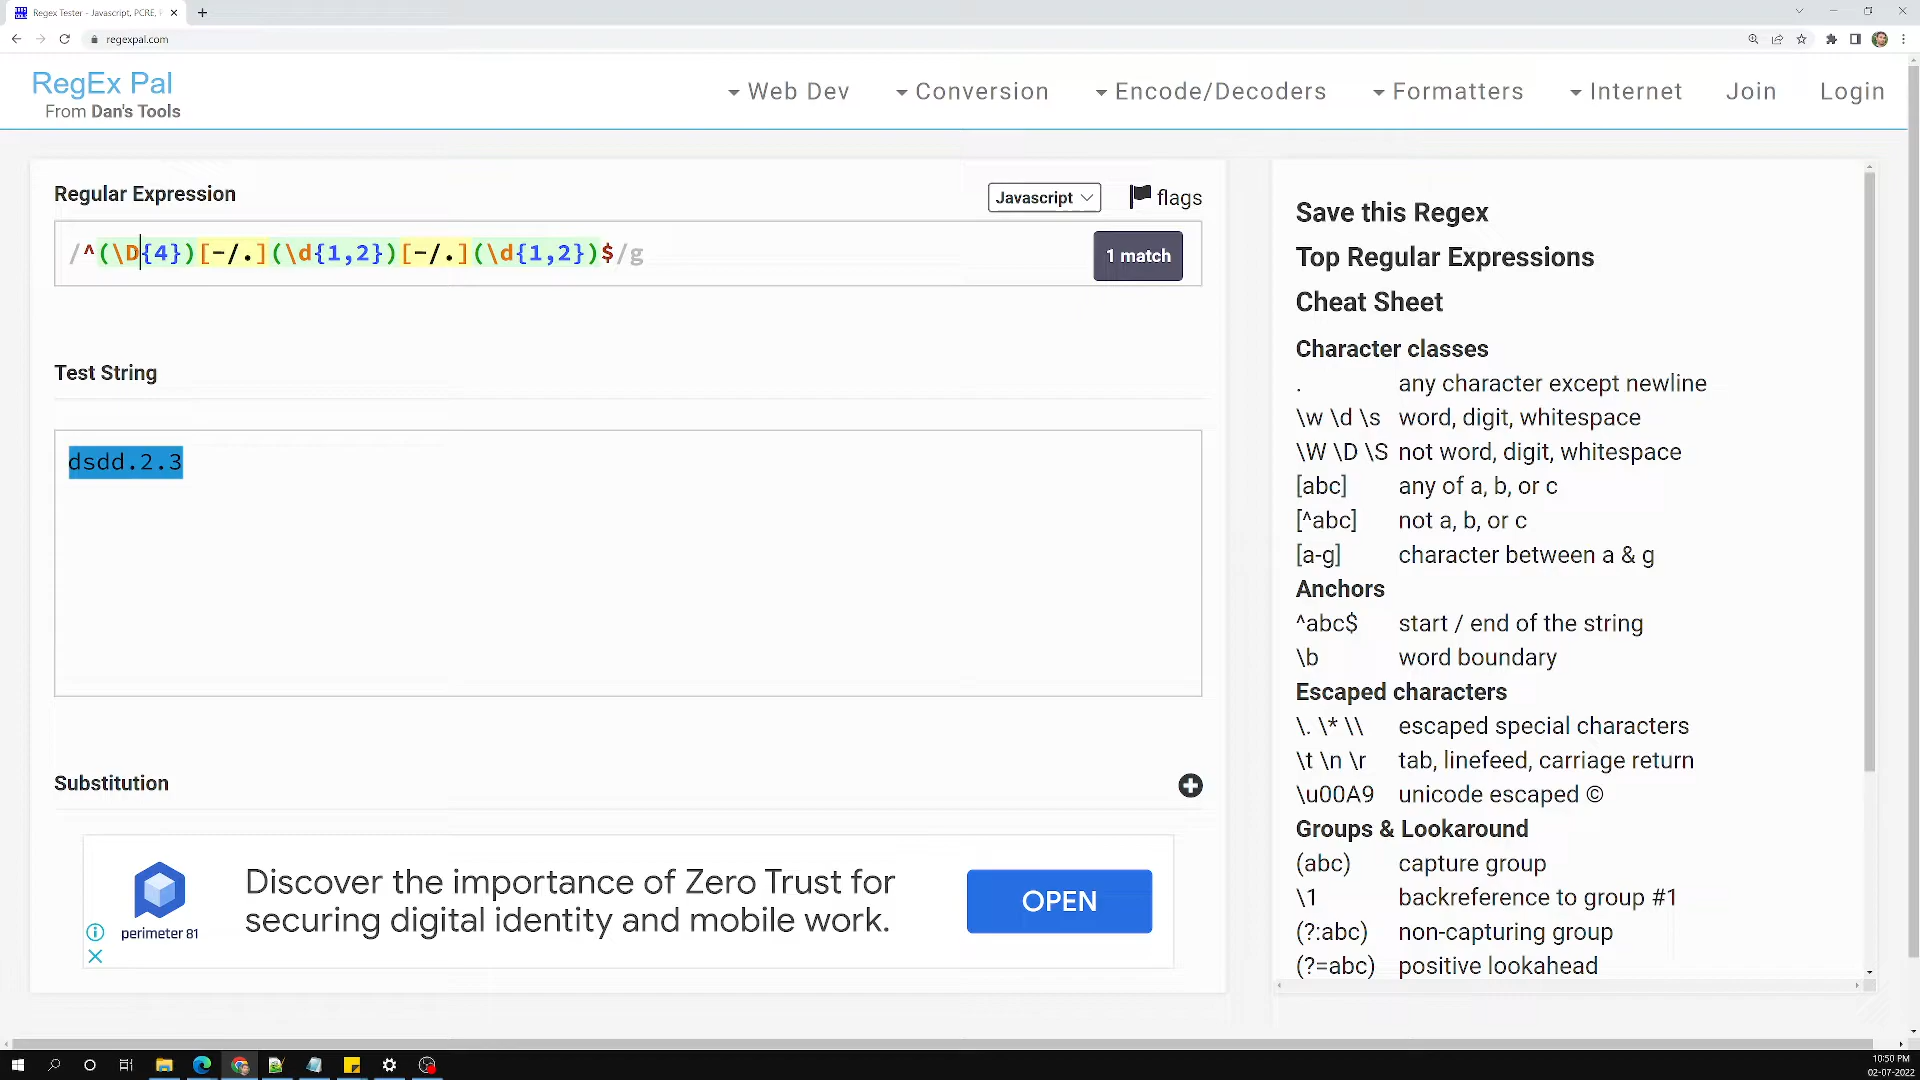 Regex Tester - Javascript, PCRE,
regexpal.com
RegEx Pal
From Dan's Tools
Web Dev
Conversion
Encode/Decoders
Formatters
Internet
Join
Login
Regular Expression
Javascript
flags
/^(\D{4})[-/.](\d{1,2})[-/.](\d{1,2})$/g
1 match
Test String
dsdd.2.3
Substitution
perimeter 81
Discover the importance of Zero Trust for
securing digital identity and mobile work.
OPEN
Save this Regex
Top Regular Expressions
Cheat Sheet
Character classes
. any character except newline
\w \d \s word, digit, whitespace
\W \D \S not word, digit, whitespace
[abc] any of a, b, or c
[^abc] not a, b, or c
[a-g] character between a & g
Anchors
^abc$ start / end of the string
\b word boundary
Escaped characters
\. \* \\ escaped special characters
\t \n \r tab, linefeed, carriage return
\u00A9 unicode escaped ©
Groups & Lookaround
(abc) capture group
\1 backreference to group #1
(?:abc) non-capturing group
(?=abc) positive lookahead
10:50 PM
02-07-2022